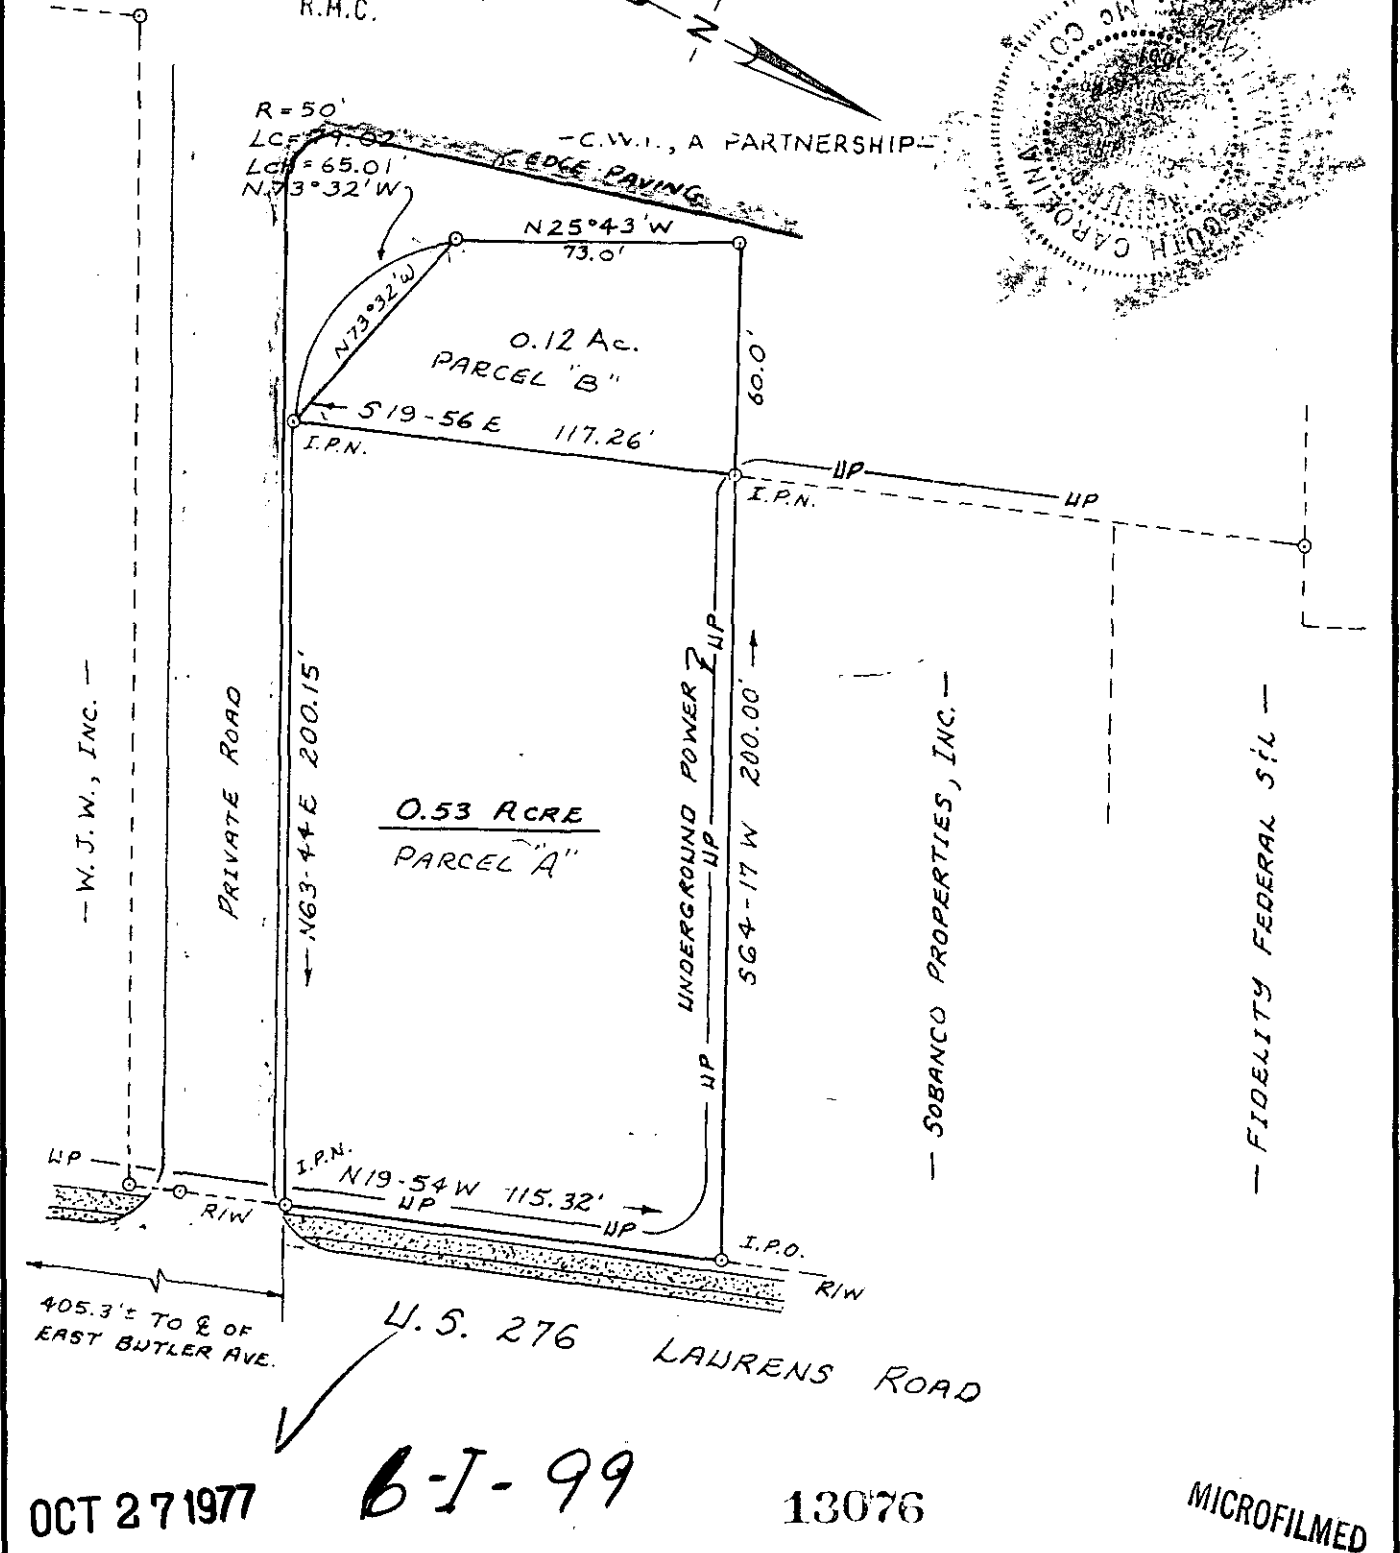 R.M.C.
N
MC COY
SOUTH CAROLINA
R = 50'
LCH = 65.01'
N.73°32'W
- C.W.I., A PARTNERSHIP -
EDGE PAVING
N25°43'W
73.0'
N73°32'W
0.12 Ac.
PARCEL "B"
60.0'
S19-56 E 117.26'
I.P.N.
I.P.N.
UP
UP
UP
- W.J.W., INC. -
PRIVATE ROAD
N63-44 E 200.15'
0.53 ACRE
PARCEL "A"
UNDERGROUND POWER
UP
S64-17 W 200.00'
- SOBANCO PROPERTIES, INC. -
- FIDELITY FEDERAL S&L -
UP
UP
I.P.N.
N19-54 W 115.32'
UP
UP
R/W
I.P.O.
R/W
405.3'± TO ℄ OF
EAST BUTLER AVE.
U.S. 276 LAURENS ROAD
6-I-99
OCT 27 1977
13076
MICROFILMED